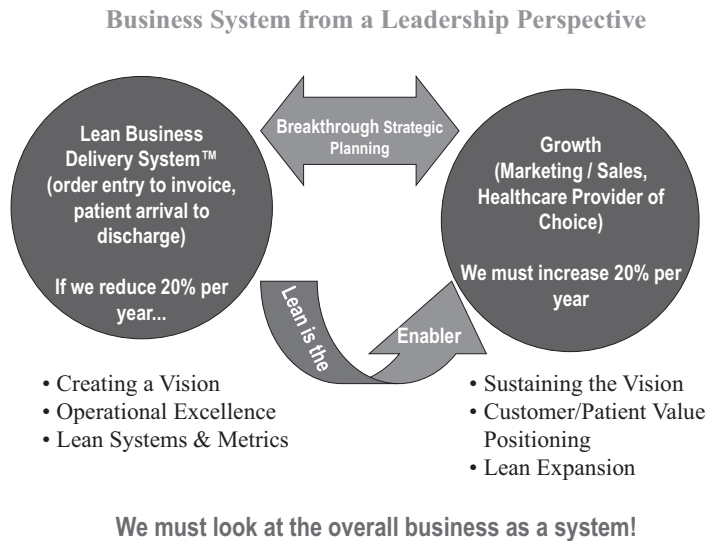 Business System from a Leadership Perspective
Lean Business
Delivery System™
(order entry to invoice,
patient arrival to
discharge)
If we reduce 20% per
year...
Breakthrough Strategic
Planning
Growth
(Marketing / Sales,
Healthcare Provider of
Choice)
We must increase 20% per
year
Lean is the
Enabler
• Creating a Vision
• Operational Excellence
• Lean Systems & Metrics
• Sustaining the Vision
• Customer/Patient Value
Positioning
• Lean Expansion
We must look at the overall business as a system!